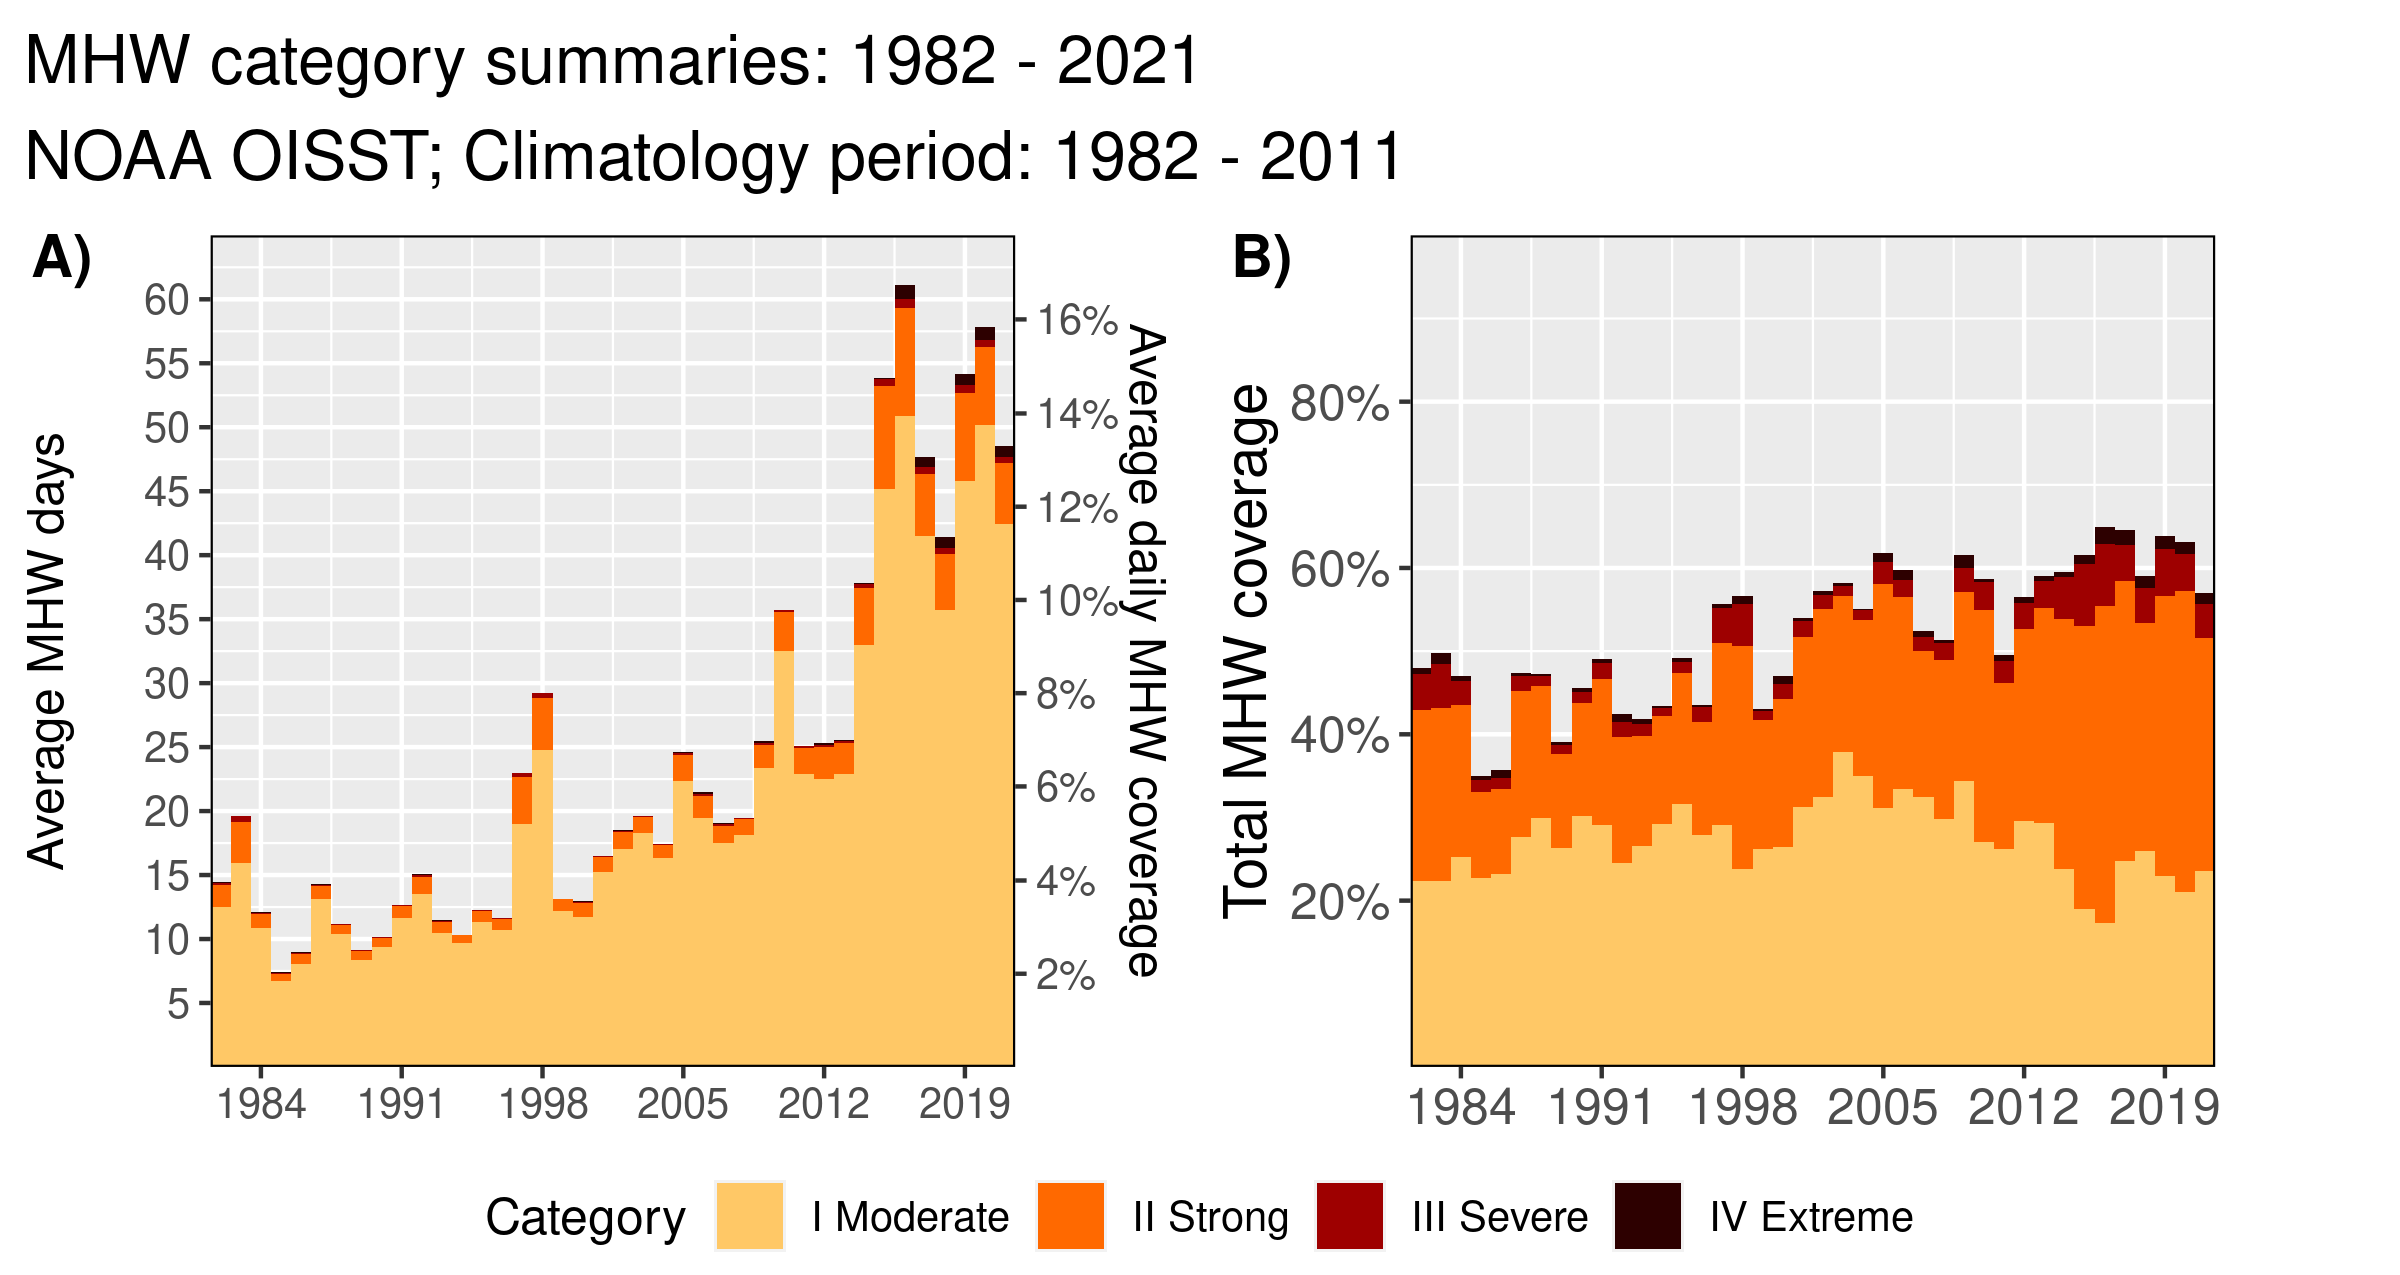 MHW category summaries: 1982 - 2021
NOAA OISST; Climatology period: 1982 - 2011
A)
Average MHW days
60
55
50
45
40
35
30
25
20
15
10
5
16%
14%
12%
10%
8%
6%
4%
2%
Average daily MHW coverage
1984 1991 1998 2005 2012 2019
B)
Total MHW coverage
80%
60%
40%
20%
1984 1991 1998 2005 2012 2019
Category I Moderate II Strong III Severe IV Extreme